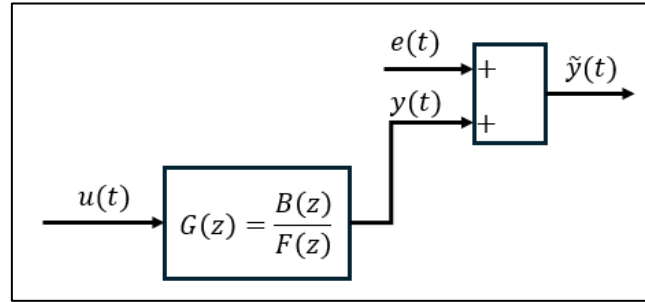 e(t)
+
ỹ(t)
y(t)
+
u(t)
G(z) = B(z)/F(z)